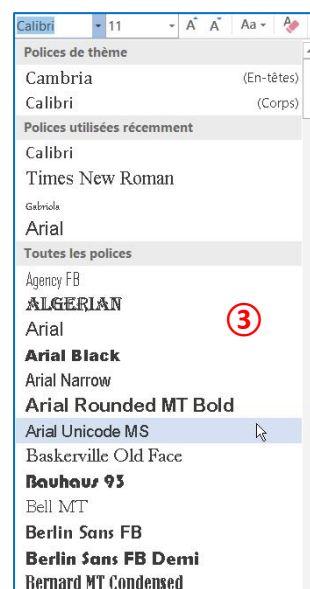 Calibri 11 A A Aa
Polices de thème
Cambria (En-têtes)
Calibri (Corps)
Polices utilisées récemment
Calibri
Times New Roman
Gabriola
Arial
Toutes les polices
Agency FB
ALGERIAN
Arial
③
Arial Black
Arial Narrow
Arial Rounded MT Bold
Arial Unicode MS
Baskerville Old Face
Bauhaus 93
Bell MT
Berlin Sans FB
Berlin Sans FB Demi
Bernard MT Condensed